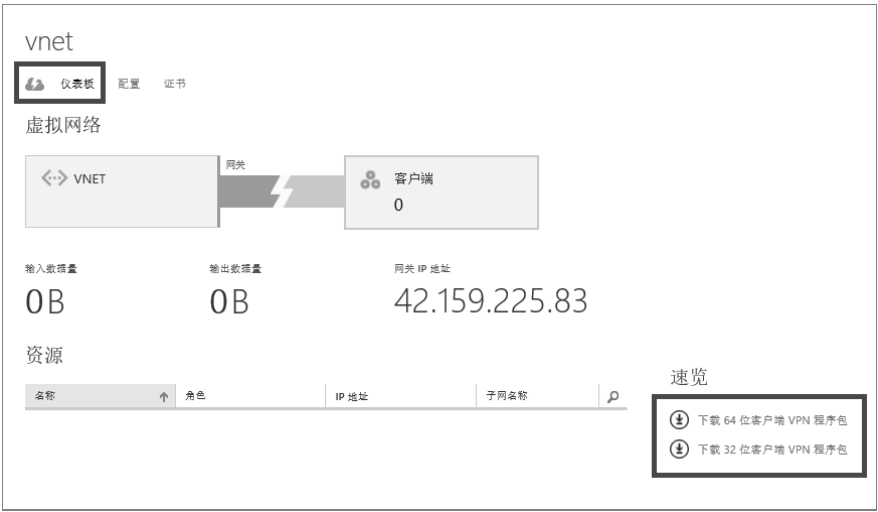 vnet
仪表板 配置 证书
虚拟网络
VNET
网关
客户端
0
输入数据量 输出数据量 网关 IP 地址
0 B 0 B 42.159.225.83
资源
速览
名称 角色 IP 地址 子网名称
下载 64 位客户端 VPN 程序包
下载 32 位客户端 VPN 程序包